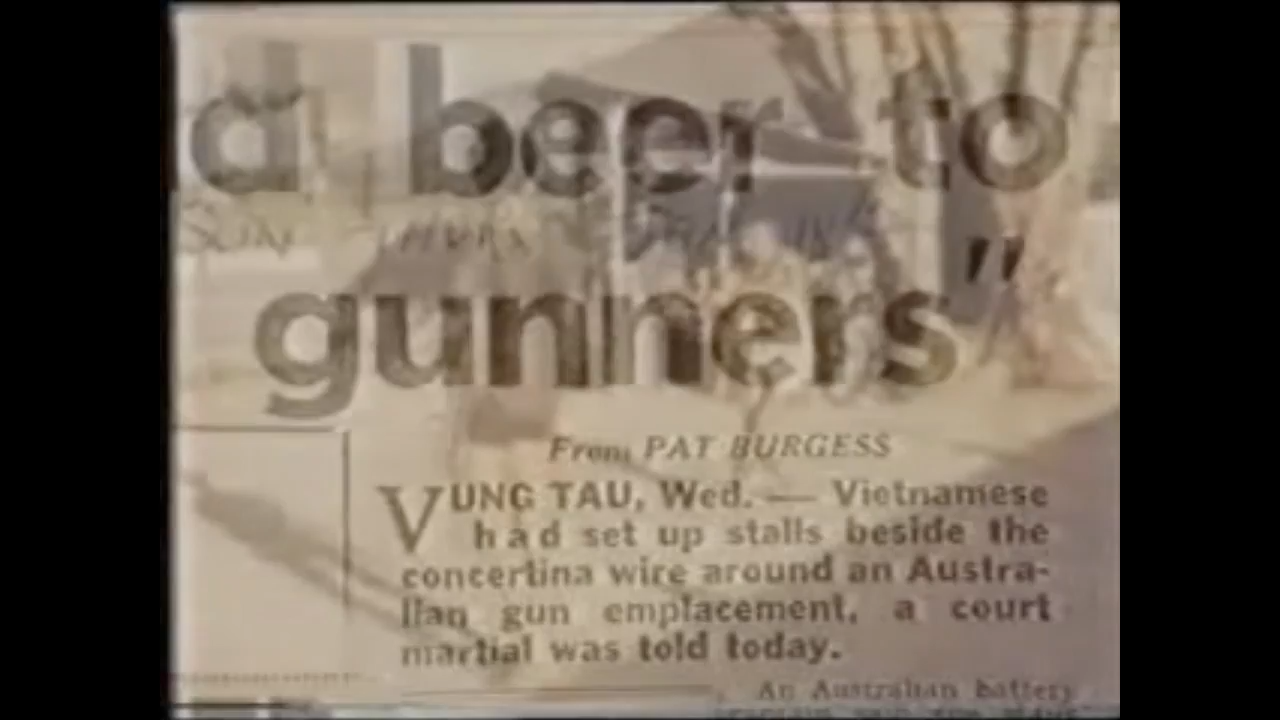 d beer to
gunners"
From PAT BURGESS
VUNG TAU, Wed. — Vietnamese
had set up stalls beside the
concertina wire around an Austra-
lian gun emplacement, a court
martial was told today.
An Australian battery